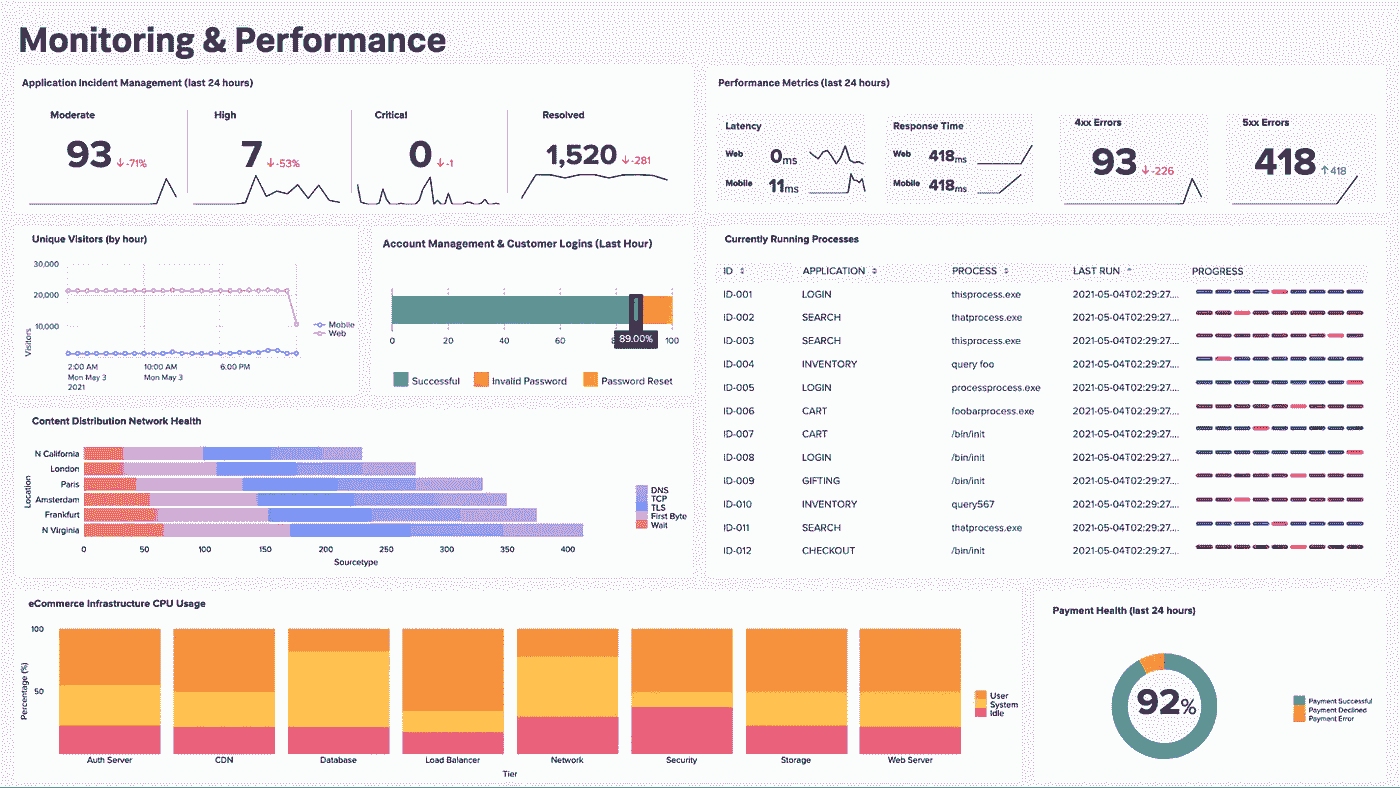 Monitoring & Performance
Application Incident Management (last 24 hours)
Moderate
93 ↓-71%
High
7 ↓-53%
Critical
0 ↓-1
Resolved
1,520 ↓-281
Performance Metrics (last 24 hours)
Latency
Web 0ms
Mobile 11ms
Response Time
Web 418ms
Mobile 418ms
4xx Errors
93 ↓-226
5xx Errors
418 ↑418
Unique Visitors (by hour)
30,000
20,000
10,000
Visitors
2:00 AM 10:00 AM 6:00 PM
Mon May 3 Mon May 3
2021
Mobile
Web
Account Management & Customer Logins (Last Hour)
0 20 40 60 100
89.00%
Successful Invalid Password Password Reset
Currently Running Processes
ID APPLICATION PROCESS LAST RUN PROGRESS
ID-001 LOGIN thisprocess.exe 2021-05-04T02:29:27....
ID-002 SEARCH thatprocess.exe 2021-05-04T02:29:27....
ID-003 SEARCH thisprocess.exe 2021-05-04T02:29:27....
ID-004 INVENTORY query foo 2021-05-04T02:29:27....
ID-005 LOGIN processprocess.exe 2021-05-04T02:29:27....
ID-006 CART foobarprocess.exe 2021-05-04T02:29:27....
ID-007 CART /bin/init 2021-05-04T02:29:27....
ID-008 LOGIN /bin/init 2021-05-04T02:29:27....
ID-009 GIFTING /bin/init 2021-05-04T02:29:27....
ID-010 INVENTORY query567 2021-05-04T02:29:27....
ID-011 SEARCH thatprocess.exe 2021-05-04T02:29:27....
ID-012 CHECKOUT /bin/init 2021-05-04T02:29:27....
Content Distribution Network Health
Location
N California
London
Paris
Amsterdam
Frankfurt
N Virginia
0 50 100 150 200 250 300 350 400
Sourcetype
DNS
TCP
TLS
First Byte
Wait
eCommerce Infrastructure CPU Usage
100
50
Percentage (%)
Auth Server CDN Database Load Balancer Network Security Storage Web Server
Tier
User
System
Idle
Payment Health (last 24 hours)
92%
Payment Successful
Payment Declined
Payment Error